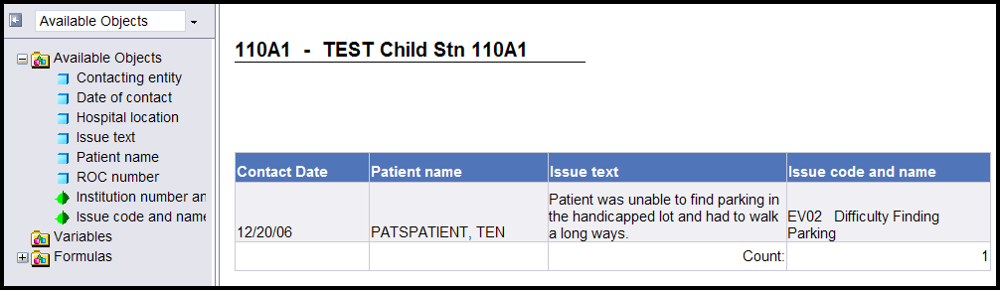 Available Objects
Available Objects
Contacting entity
Date of contact
Hospital location
Issue text
Patient name
ROC number
Institution number an
Issue code and name
Variables
Formulas
110A1 - TEST Child Stn 110A1
Contact Date Patient name Issue text Issue code and name
Patient was unable to find parking in
the handicapped lot and had to walk
a long ways.
12/20/06 PATSPATIENT, TEN
EV02 Difficulty Finding
Parking
Count: 1